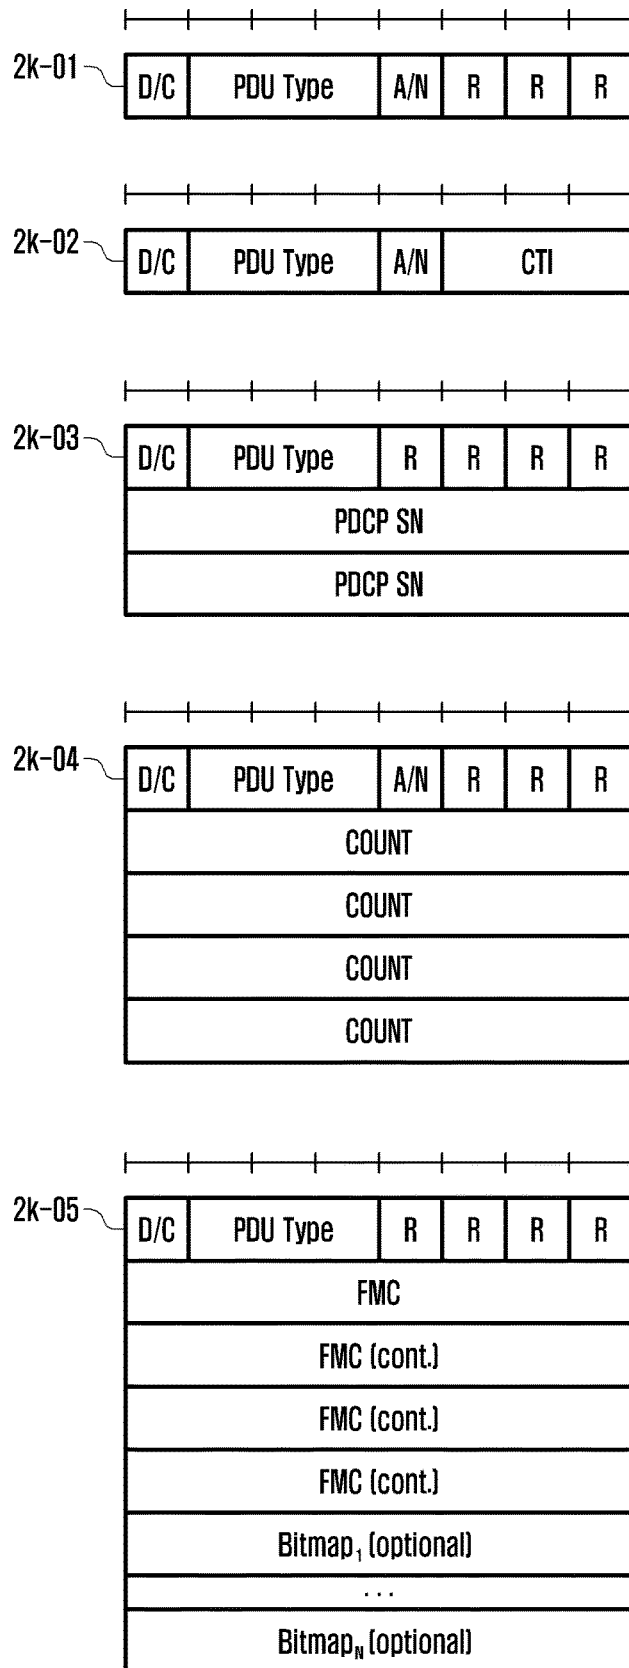 2k-01 D/C PDU Type A/N R R R
2k-02 D/C PDU Type A/N CTI
2k-03 D/C PDU Type R R R R
PDCP SN
PDCP SN
2k-04 D/C PDU Type A/N R R R
COUNT
COUNT
COUNT
COUNT
2k-05 D/C PDU Type R R R R
FMC
FMC (cont.)
FMC (cont.)
FMC (cont.)
Bitmap₁ (optional)
...
Bitmap_N (optional)